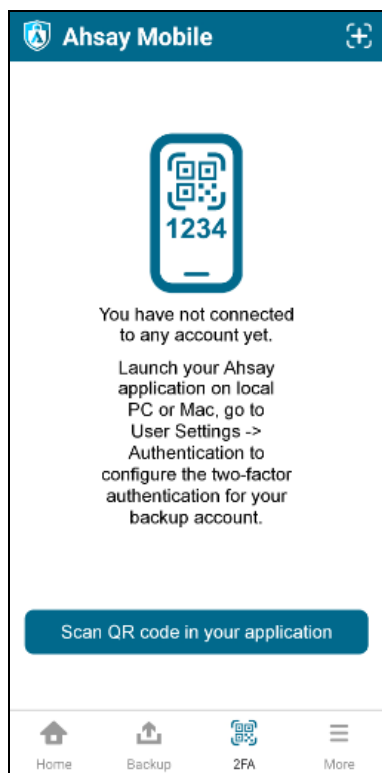 Ahsay Mobile
1234
You have not connected
to any account yet.
Launch your Ahsay
application on local
PC or Mac, go to
User Settings ->
Authentication to
configure the two-factor
authentication for your
backup account.
Scan QR code in your application
Home Backup 2FA More